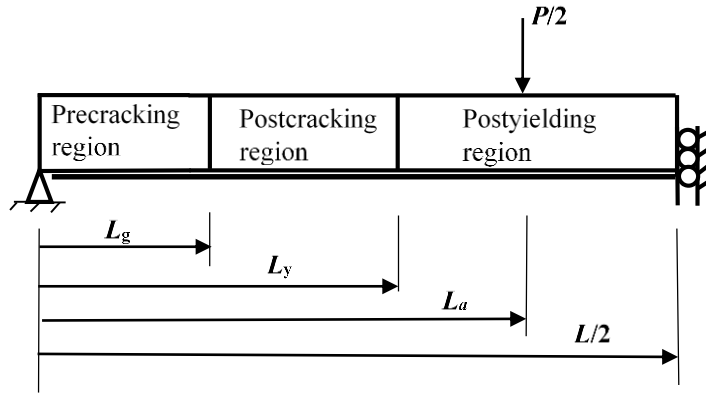 P/2
Precracking
region
Postcracking
region
Postyielding
region
Lg
Ly
La
L/2